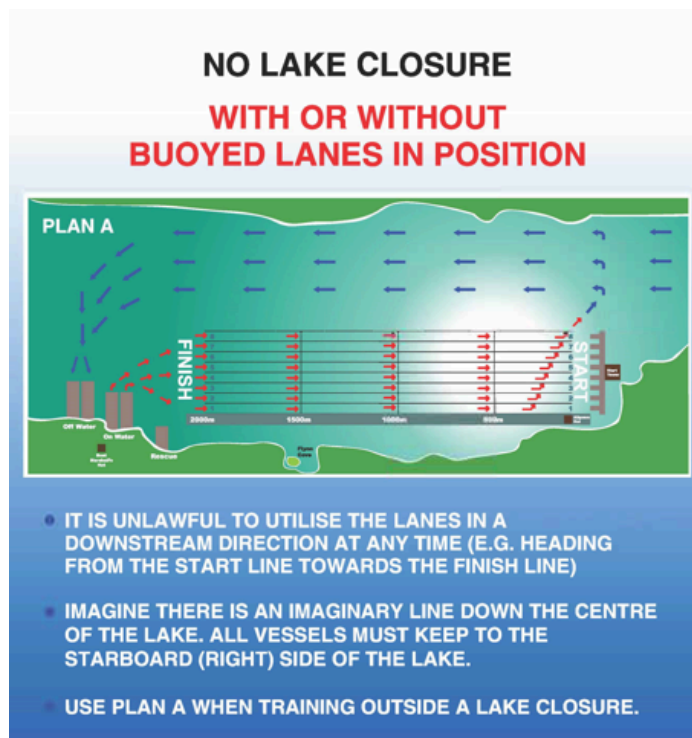 NO LAKE CLOSURE
WITH OR WITHOUT
BUOYED LANES IN POSITION
PLAN A
FINISH
START
2000m
1500m
1000m
500m
Off Water
On Water
Rescue
IT IS UNLAWFUL TO UTILISE THE LANES IN A
DOWNSTREAM DIRECTION AT ANY TIME (E.G. HEADING
FROM THE START LINE TOWARDS THE FINISH LINE)
IMAGINE THERE IS AN IMAGINARY LINE DOWN THE CENTRE
OF THE LAKE. ALL VESSELS MUST KEEP TO THE
STARBOARD (RIGHT) SIDE OF THE LAKE.
USE PLAN A WHEN TRAINING OUTSIDE A LAKE CLOSURE.